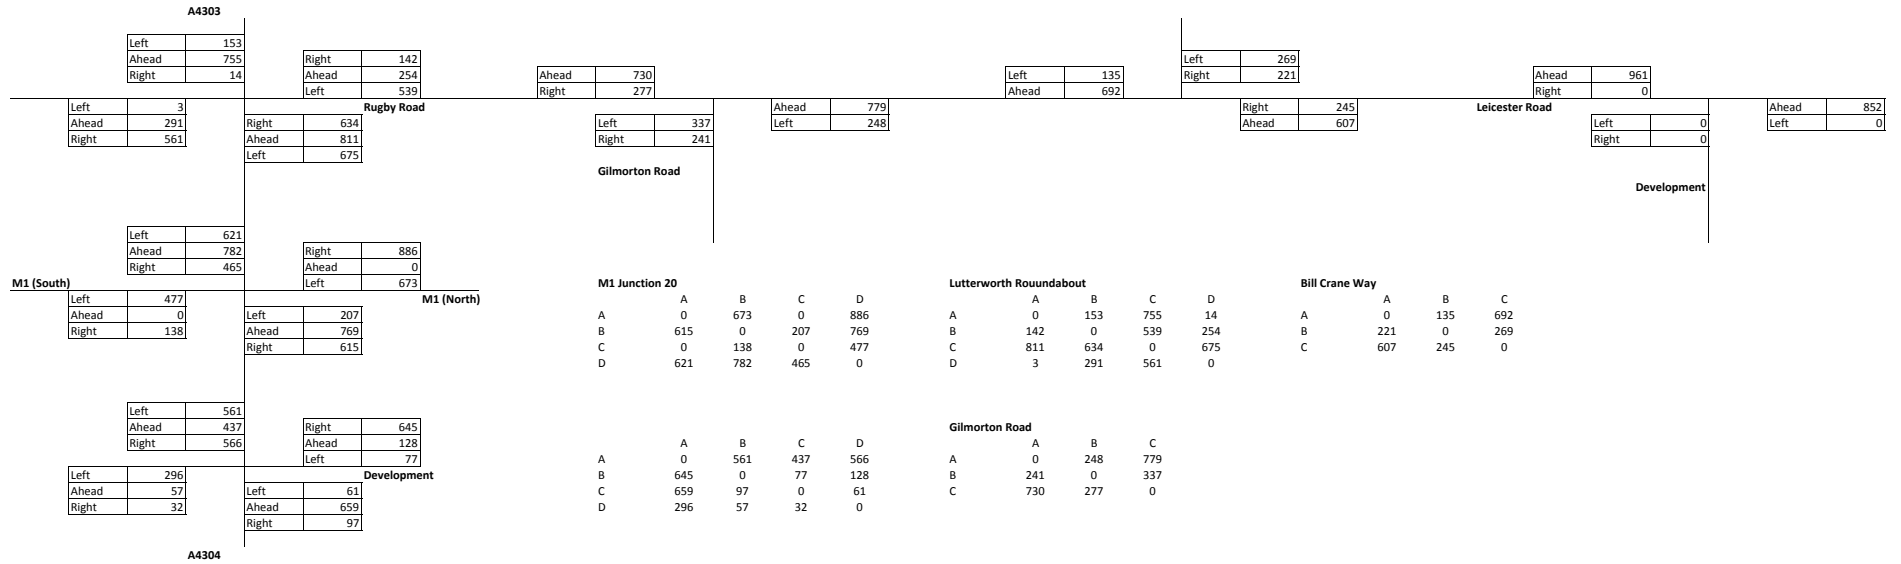 A4303
Left 153
Ahead 755
Right 14
Right 142
Ahead 254
Left 539
Ahead 730
Right 277
Left 135
Ahead 692
Left 269
Right 221
Ahead 961
Right 0
Left 3
Ahead 291
Right 561
Rugby Road
Right 634
Ahead 811
Left 675
Left 337
Right 241
Ahead 779
Left 248
Right 245
Ahead 607
Leicester Road
Left 0
Right 0
Ahead 852
Left 0
Gilmorton Road
Development
Left 621
Ahead 782
Right 465
Right 886
Ahead 0
Left 673
M1 (South)
M1 (North)
Left 477
Ahead 0
Right 138
Left 207
Ahead 769
Right 615
M1 Junction 20
A B C D
A 0 673 0 886
B 615 0 207 769
C 0 138 0 477
D 621 782 465 0
Lutterworth Rouundabout
A B C D
A 0 153 755 14
B 142 0 539 254
C 811 634 0 675
D 3 291 561 0
Bill Crane Way
A B C
A 0 135 692
B 221 0 269
C 607 245 0
Left 561
Ahead 437
Right 566
Right 645
Ahead 128
Left 77
Development
Left 296
Ahead 57
Right 32
Left 61
Ahead 659
Right 97
A4304
A B C D
A 0 561 437 566
B 645 0 77 128
C 659 97 0 61
D 296 57 32 0
Gilmorton Road
A B C
A 0 248 779
B 241 0 337
C 730 277 0